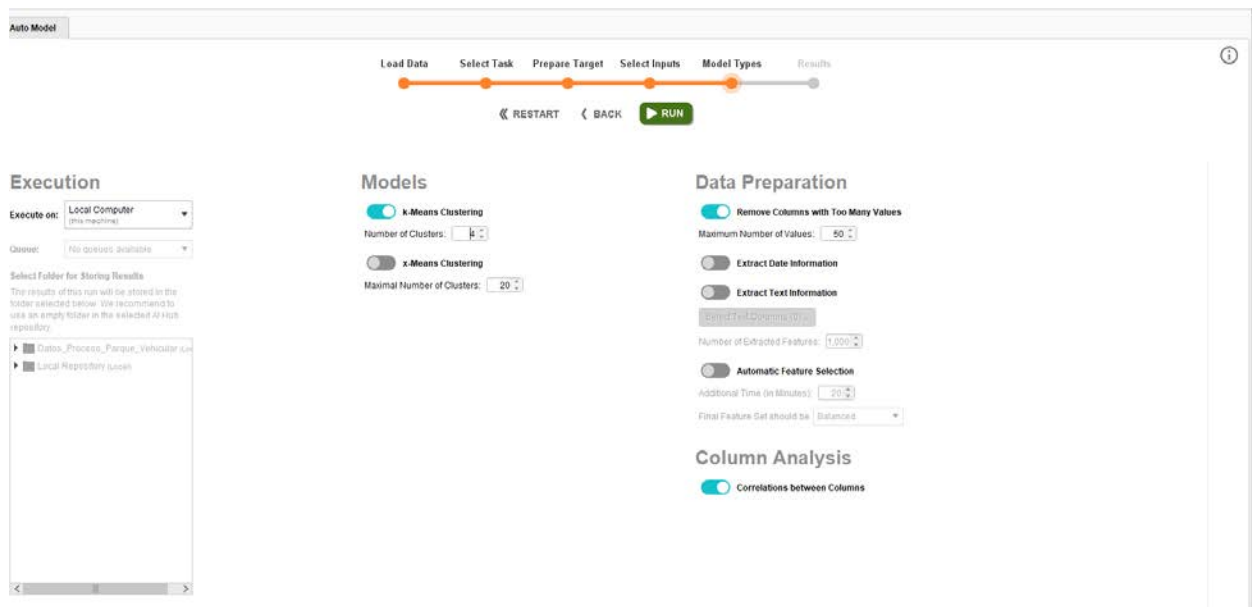 Auto Model
Load Data Select Task Prepare Target Select Inputs Model Types Results
RESTART BACK RUN
Execution
Execute on: Local Computer
(this machine)
Queue: No queues available
Select Folder for Storing Results
The results of this run will be stored in the
folder selected below. We recommend to
use an empty folder in the selected AI Hub
repository.
Datos_Proceso_Parque_Vehicular
Local Repository (Local)
Models
k-Means Clustering
Number of Clusters: 4
x-Means Clustering
Maximal Number of Clusters: 20
Data Preparation
Remove Columns with Too Many Values
Maximum Number of Values: 50
Extract Date Information
Extract Text Information
Select Text Columns (0)...
Number of Extracted Features: 1,000
Automatic Feature Selection
Additional Time (in Minutes): 20
Final Feature Set should be Balanced
Column Analysis
Correlations between Columns